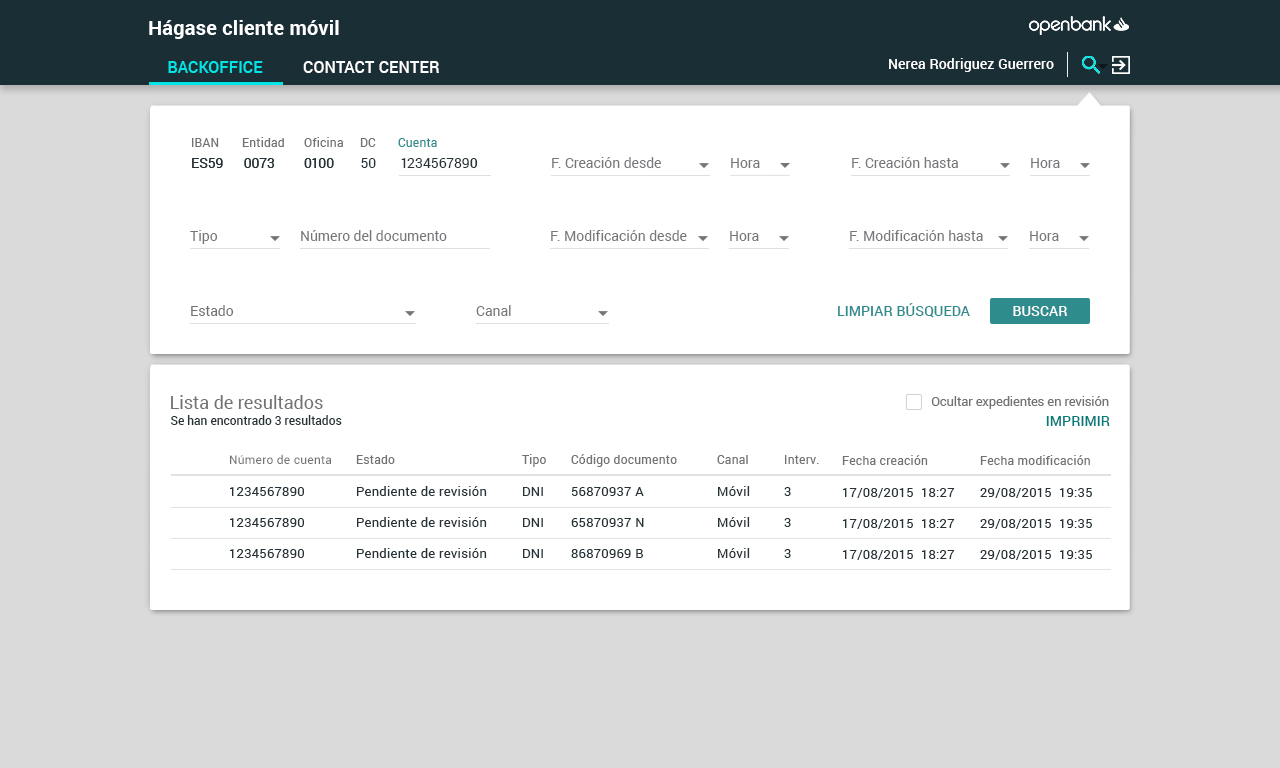 Hágase cliente móvil
openbank
BACKOFFICE CONTACT CENTER
Nerea Rodriguez Guerrero
IBAN Entidad Oficina DC Cuenta
ES59 0073 0100 50 1234567890 F. Creación desde Hora F. Creación hasta Hora
Tipo Número del documento F. Modificación desde Hora F. Modificación hasta Hora
Estado Canal LIMPIAR BÚSQUEDA BUSCAR
Lista de resultados Ocultar expedientes en revisión
Se han encontrado 3 resultados IMPRIMIR
Número de cuenta Estado Tipo Código documento Canal Interv. Fecha creación Fecha modificación
1234567890 Pendiente de revisión DNI 56870937 A Móvil 3 17/08/2015 18:27 29/08/2015 19:35
1234567890 Pendiente de revisión DNI 65870937 N Móvil 3 17/08/2015 18:27 29/08/2015 19:35
1234567890 Pendiente de revisión DNI 86870969 B Móvil 3 17/08/2015 18:27 29/08/2015 19:35